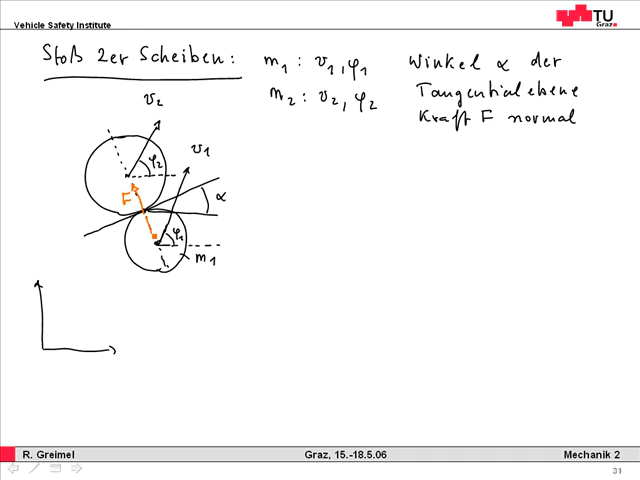 Vehicle Safety Institute
TU
Graz
Stoß 2er Scheiben:
m₁ : v₁, φ₁
m₂ : v₂, φ₂
Winkel α der
Tangentialebene
Kraft F normal
v₂
φ₂
v₁
F
α
φ₁
m₁
R. Greimel
Graz, 15.-18.5.06
Mechanik 2
31